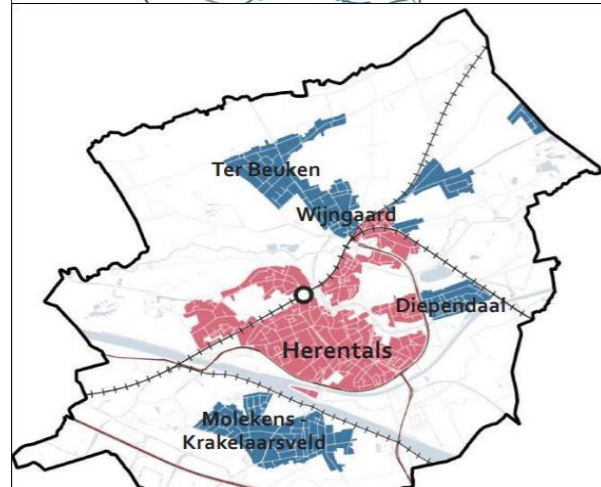 Ter Beuken
Wijngaard
Diependaal
Herentals
Molekens -
Krakelaarsveld